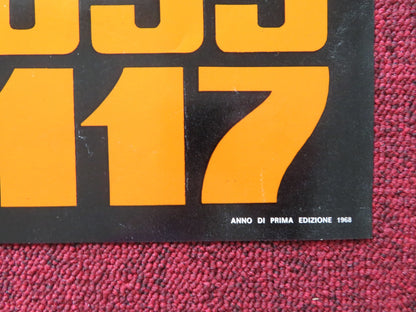 117
ANNO DI PRIMA EDIZIONE 1968